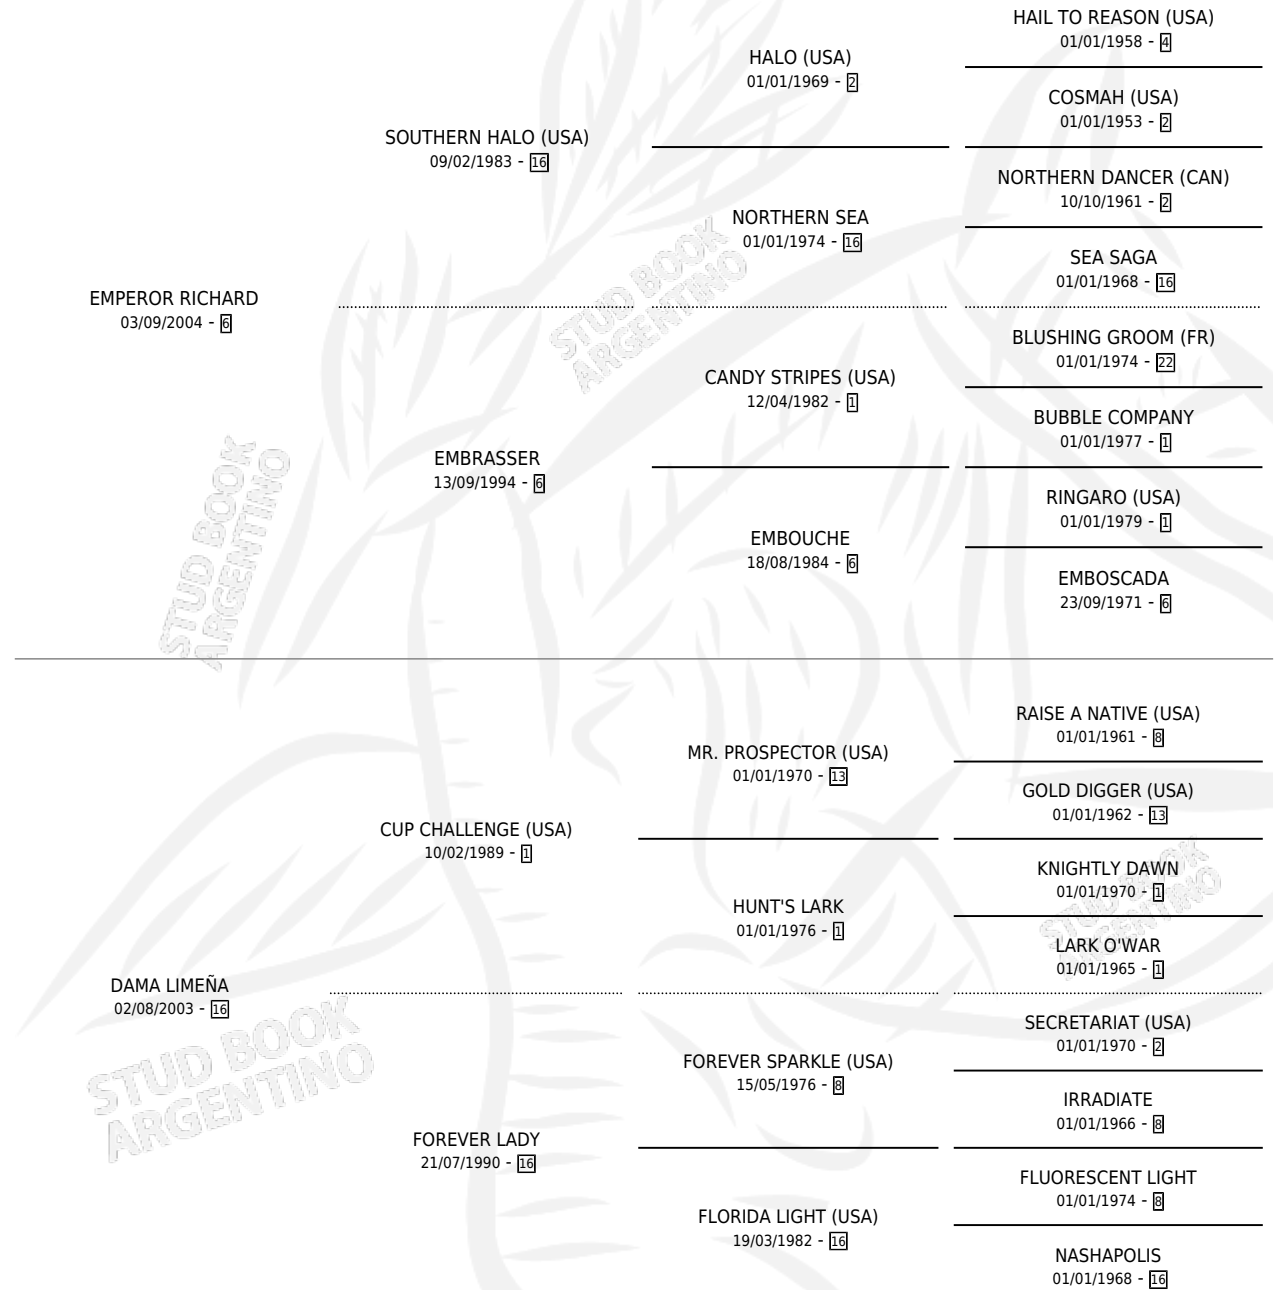 HAIL TO REASON (USA)
01/01/1958 - 4
HALO (USA)
01/01/1969 - 2
COSMAH (USA)
01/01/1953 - 2
SOUTHERN HALO (USA)
09/02/1983 - 16
NORTHERN DANCER (CAN)
10/10/1961 - 2
NORTHERN SEA
01/01/1974 - 16
SEA SAGA
01/01/1968 - 16
EMPEROR RICHARD
03/09/2004 - 6
BLUSHING GROOM (FR)
01/01/1974 - 22
CANDY STRIPES (USA)
12/04/1982 - 1
BUBBLE COMPANY
01/01/1977 - 1
EMBRASSER
13/09/1994 - 6
RINGARO (USA)
01/01/1979 - 1
EMBOUCHE
18/08/1984 - 6
EMBOSCADA
23/09/1971 - 6
RAISE A NATIVE (USA)
01/01/1961 - 8
MR. PROSPECTOR (USA)
01/01/1970 - 13
GOLD DIGGER (USA)
01/01/1962 - 13
CUP CHALLENGE (USA)
10/02/1989 - 1
KNIGHTLY DAWN
01/01/1970 - 1
HUNT'S LARK
01/01/1976 - 1
LARK O'WAR
01/01/1965 - 1
DAMA LIMEÑA
02/08/2003 - 16
SECRETARIAT (USA)
01/01/1970 - 2
FOREVER SPARKLE (USA)
15/05/1976 - 8
IRRADIATE
01/01/1966 - 8
FOREVER LADY
21/07/1990 - 16
FLUORESCENT LIGHT
01/01/1974 - 8
FLORIDA LIGHT (USA)
19/03/1982 - 16
NASHAPOLIS
01/01/1968 - 16
STUD BOOK
ARGENTINO
STUD BOOK
ARGENTINO
STUD BOOK
ARGENTINO
STUD BOOK
ARGENTINO